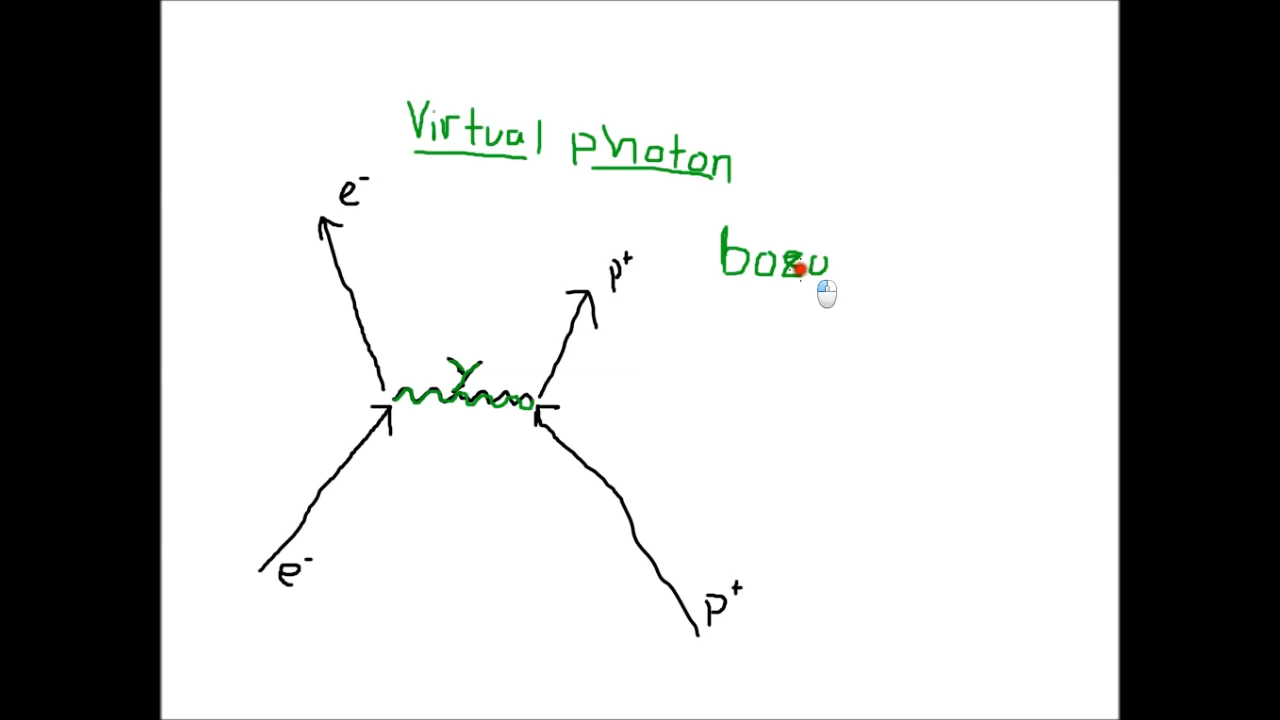 Virtual photon
e⁻
p⁺
γ
e⁻
p⁺